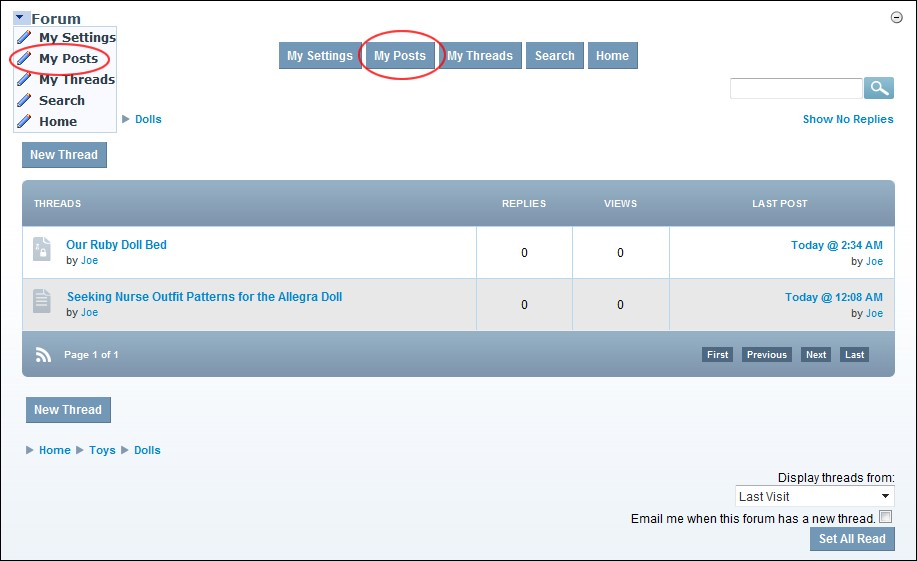 Forum
My Settings
My Posts
My Threads
Search
Home
My Settings My Posts My Threads Search Home
Dolls
Show No Replies
New Thread
THREADS REPLIES VIEWS LAST POST
Our Ruby Doll Bed 0 0 Today @ 2:34 AM
by Joe by Joe
Seeking Nurse Outfit Patterns for the Allegra Doll 0 0 Today @ 12:08 AM
by Joe by Joe
Page 1 of 1 First Previous Next Last
New Thread
Home Toys Dolls
Display threads from:
Last Visit
Email me when this forum has a new thread.
Set All Read